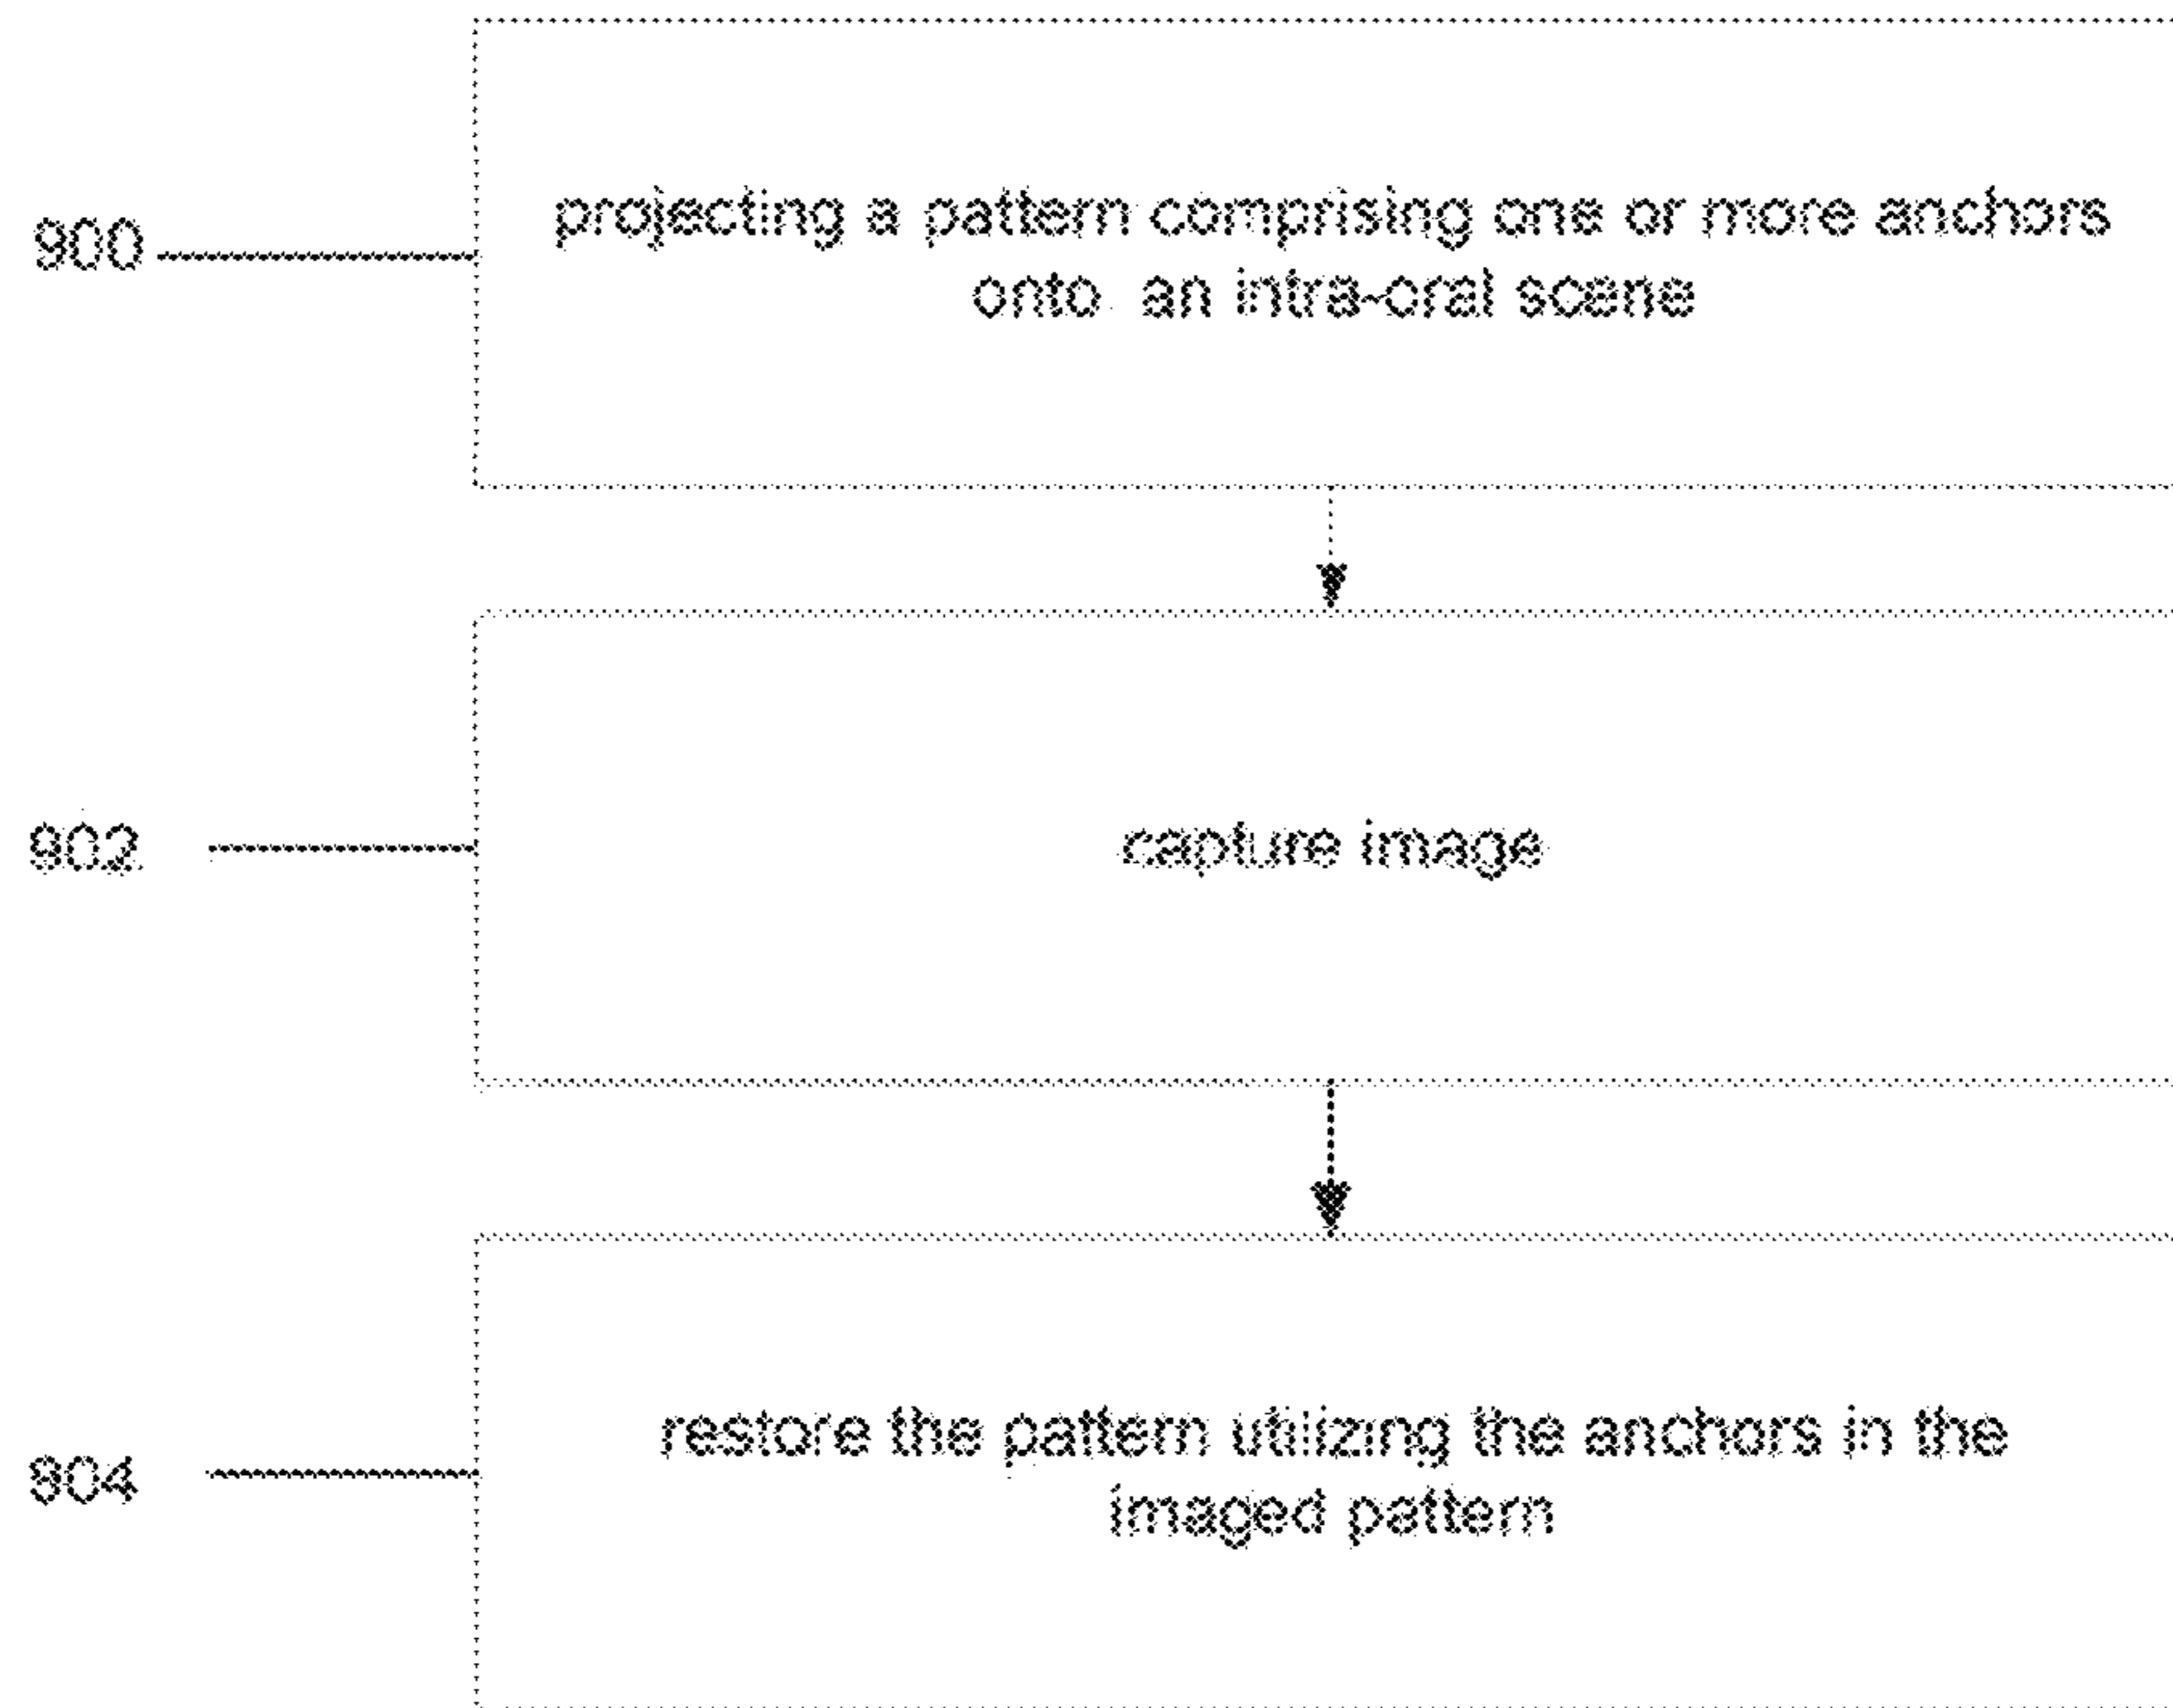 900
projecting a pattern comprising one or more anchors
onto an intra-oral scene
902
capture image
904
restore the pattern utilizing the anchors in the
imaged pattern